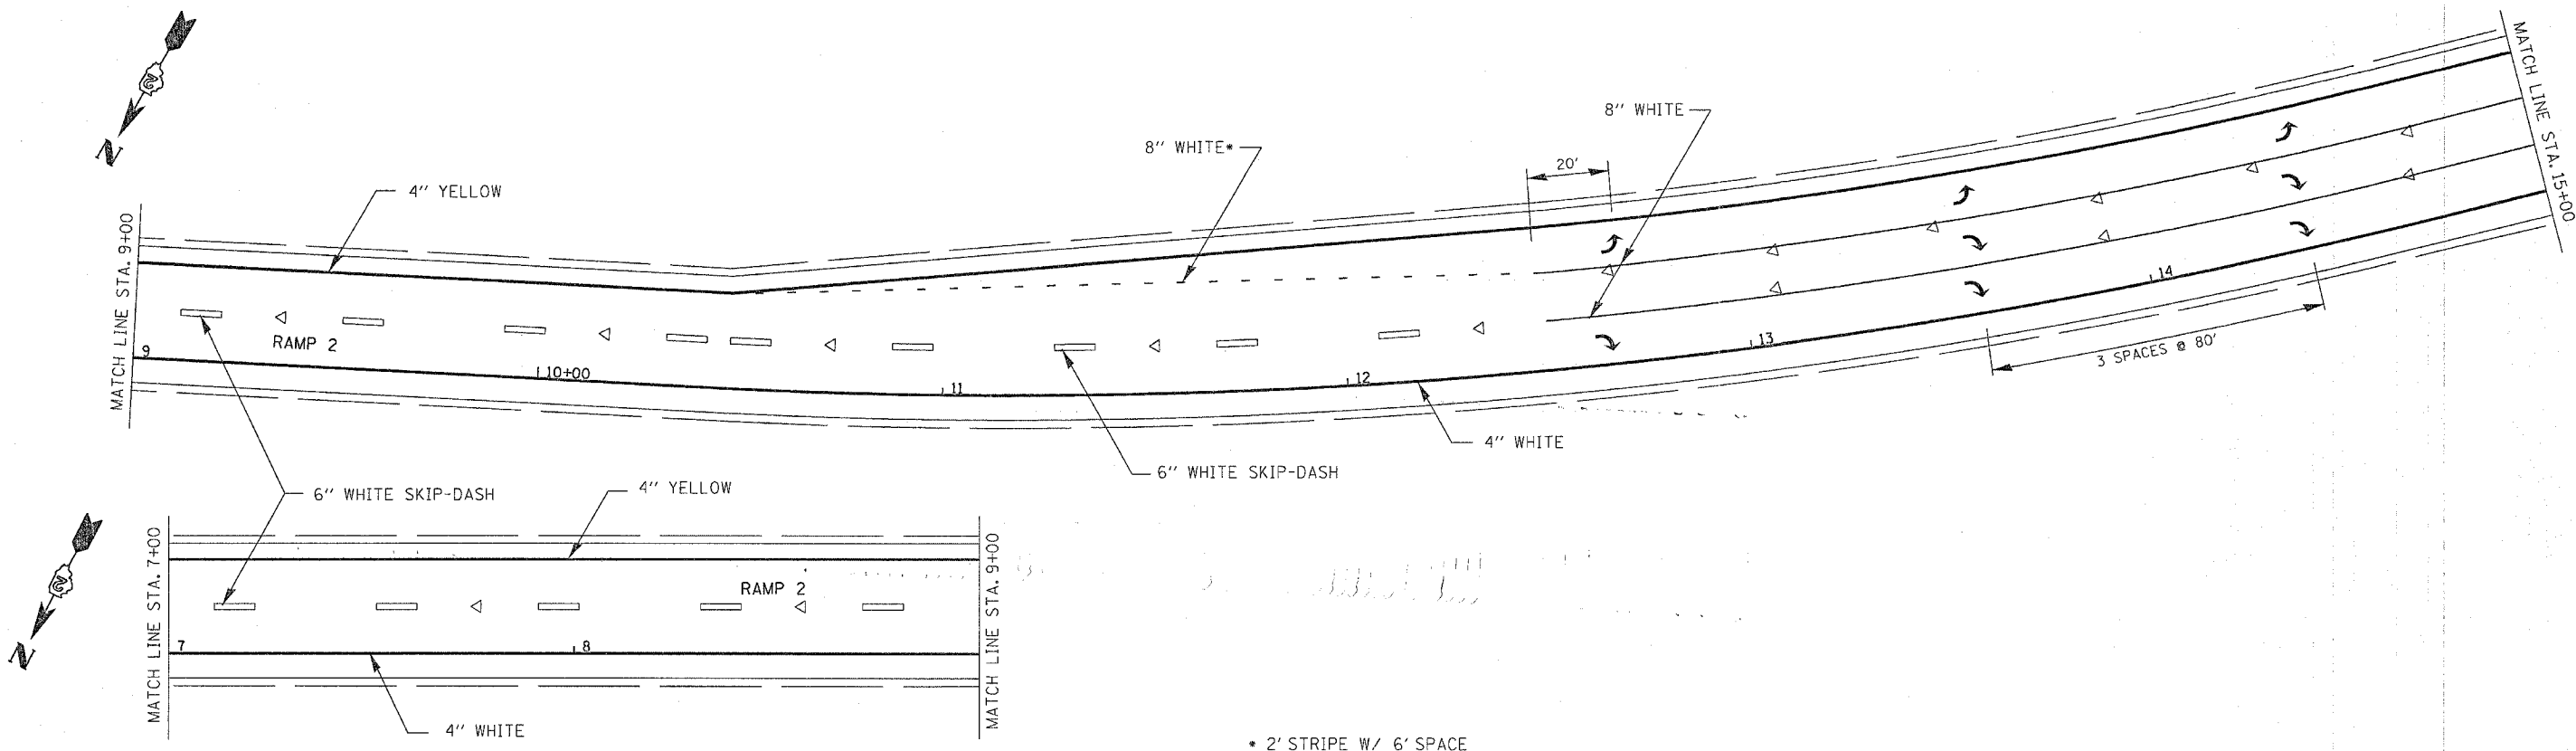 MATCH LINE STA. 15+00
8" WHITE
8" WHITE*
20'
4" YELLOW
MATCH LINE STA. 9+00
N
RAMP 2
9
10+00
11
12
13
14
3 SPACES @ 80'
4" WHITE
6" WHITE SKIP-DASH
6" WHITE SKIP-DASH
4" YELLOW
MATCH LINE STA. 7+00
MATCH LINE STA. 9+00
RAMP 2
7
8
N
4" WHITE
* 2' STRIPE W/ 6' SPACE